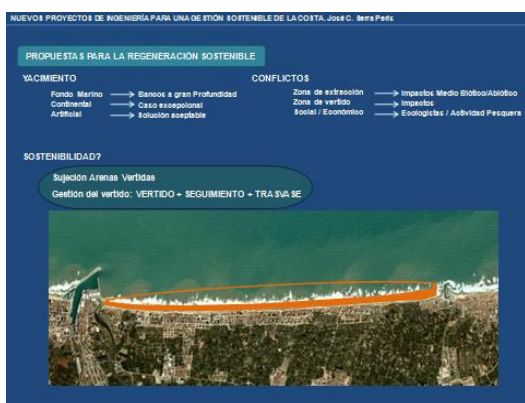 NUEVOS PROYECTOS DE INGENIERÍA PARA UNA GESTIÓN SOSTENIBLE DE LA COSTA. José C. Serra Peris
PROPUESTAS PARA LA REGENERACIÓN SOSTENIBLE
YACIMIENTO
Fondo Marino → Bancos a gran Profundidad
Continental → Caso excepcional
Artificial → Solución aceptable
CONFLICTOS
Zona de extracción → Impactos Medio Biótico/Abiótico
Zona de vertido → Impactos
Social / Económico → Ecologistas / Actividad Pesquera
SOSTENIBILIDAD?
Sujeción Arenas Vertidas
Gestión del vertido: VERTIDO + SEGUIMIENTO + TRASVASE